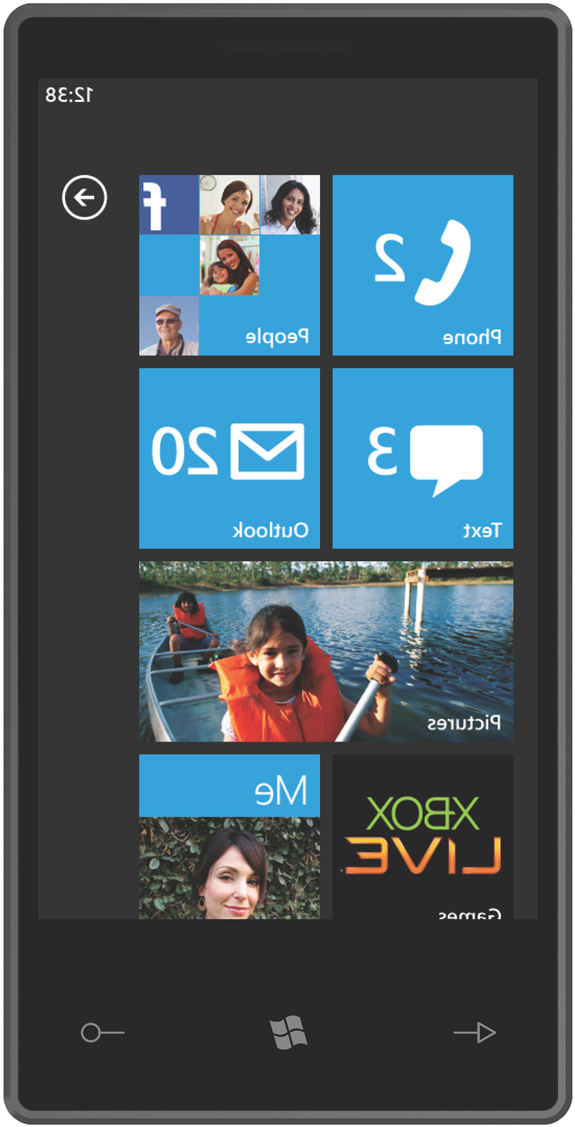 12:38
2
Phone
People
3
Text
20
Outlook
Pictures
XBOX
LIVE
Games
Me